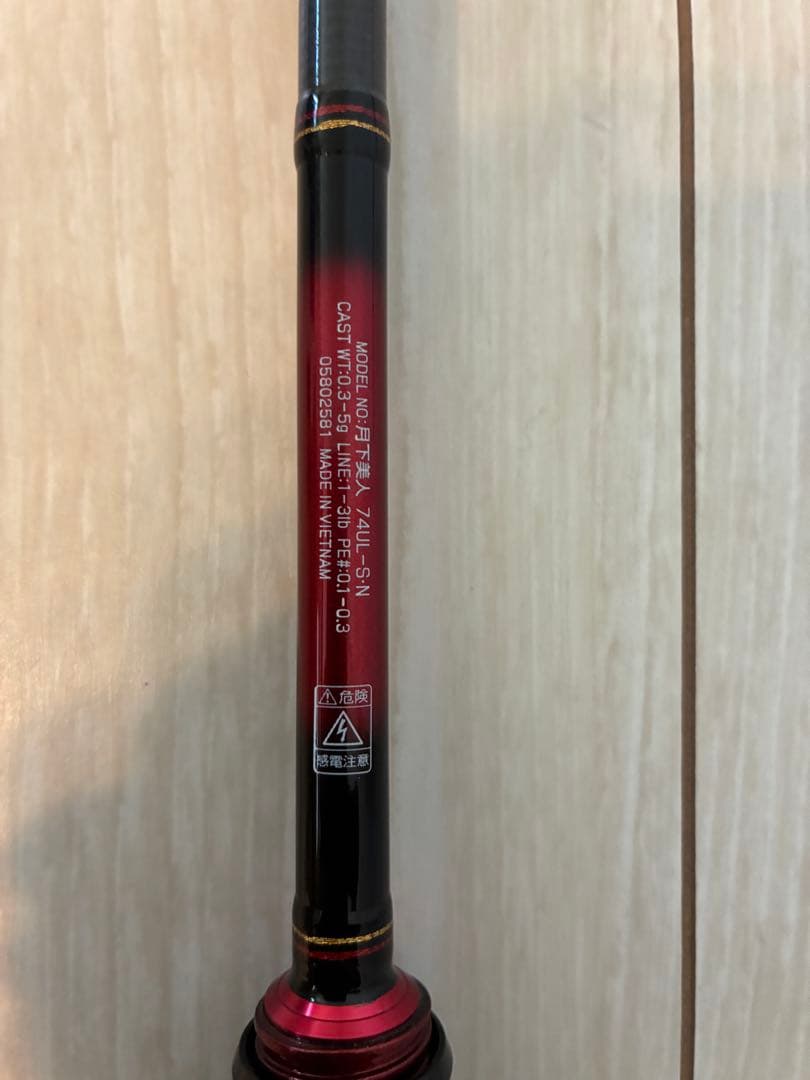 MODEL NO:月下美人 74UL-S・N
CAST WT:0.3-5g LINE:1-3lb PE#:0.1-0.3
05802581 MADE IN VIETNAM
⚠危険
感電注意